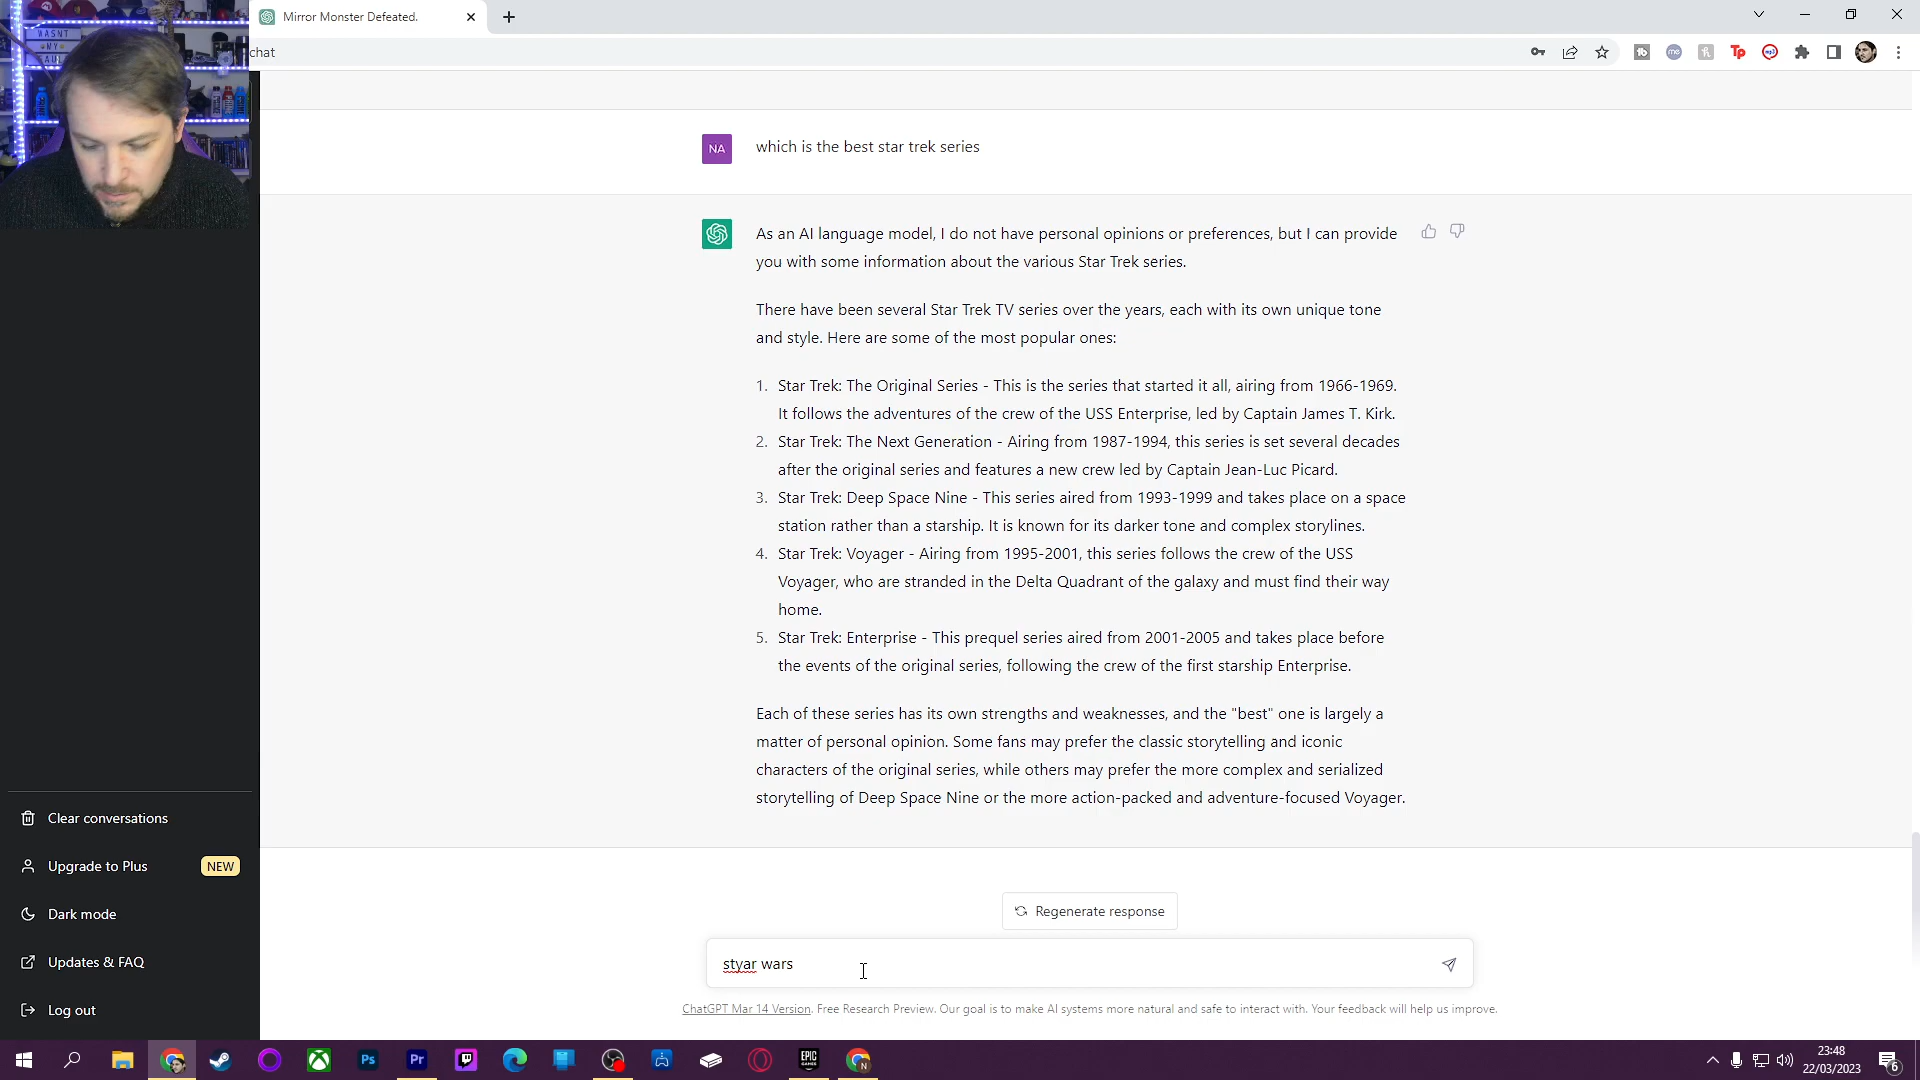 Mirror Monster Defeated.
chat
WASNT
MY
NA
which is the best star trek series
As an AI language model, I do not have personal opinions or preferences, but I can provide
you with some information about the various Star Trek series.
There have been several Star Trek TV series over the years, each with its own unique tone
and style. Here are some of the most popular ones:
1. Star Trek: The Original Series - This is the series that started it all, airing from 1966-1969.
It follows the adventures of the crew of the USS Enterprise, led by Captain James T. Kirk.
2. Star Trek: The Next Generation - Airing from 1987-1994, this series is set several decades
after the original series and features a new crew led by Captain Jean-Luc Picard.
3. Star Trek: Deep Space Nine - This series aired from 1993-1999 and takes place on a space
station rather than a starship. It is known for its darker tone and complex storylines.
4. Star Trek: Voyager - Airing from 1995-2001, this series follows the crew of the USS
Voyager, who are stranded in the Delta Quadrant of the galaxy and must find their way
home.
5. Star Trek: Enterprise - This prequel series aired from 2001-2005 and takes place before
the events of the original series, following the crew of the first starship Enterprise.
Each of these series has its own strengths and weaknesses, and the "best" one is largely a
matter of personal opinion. Some fans may prefer the classic storytelling and iconic
characters of the original series, while others may prefer the more complex and serialized
storytelling of Deep Space Nine or the more action-packed and adventure-focused Voyager.
Clear conversations
Upgrade to Plus NEW
Dark mode
Updates & FAQ
Log out
Regenerate response
styar wars
ChatGPT Mar 14 Version. Free Research Preview. Our goal is to make AI systems more natural and safe to interact with. Your feedback will help us improve.
Ps
Pr
EPIC
GAMES
N
23:48
22/03/2023
6